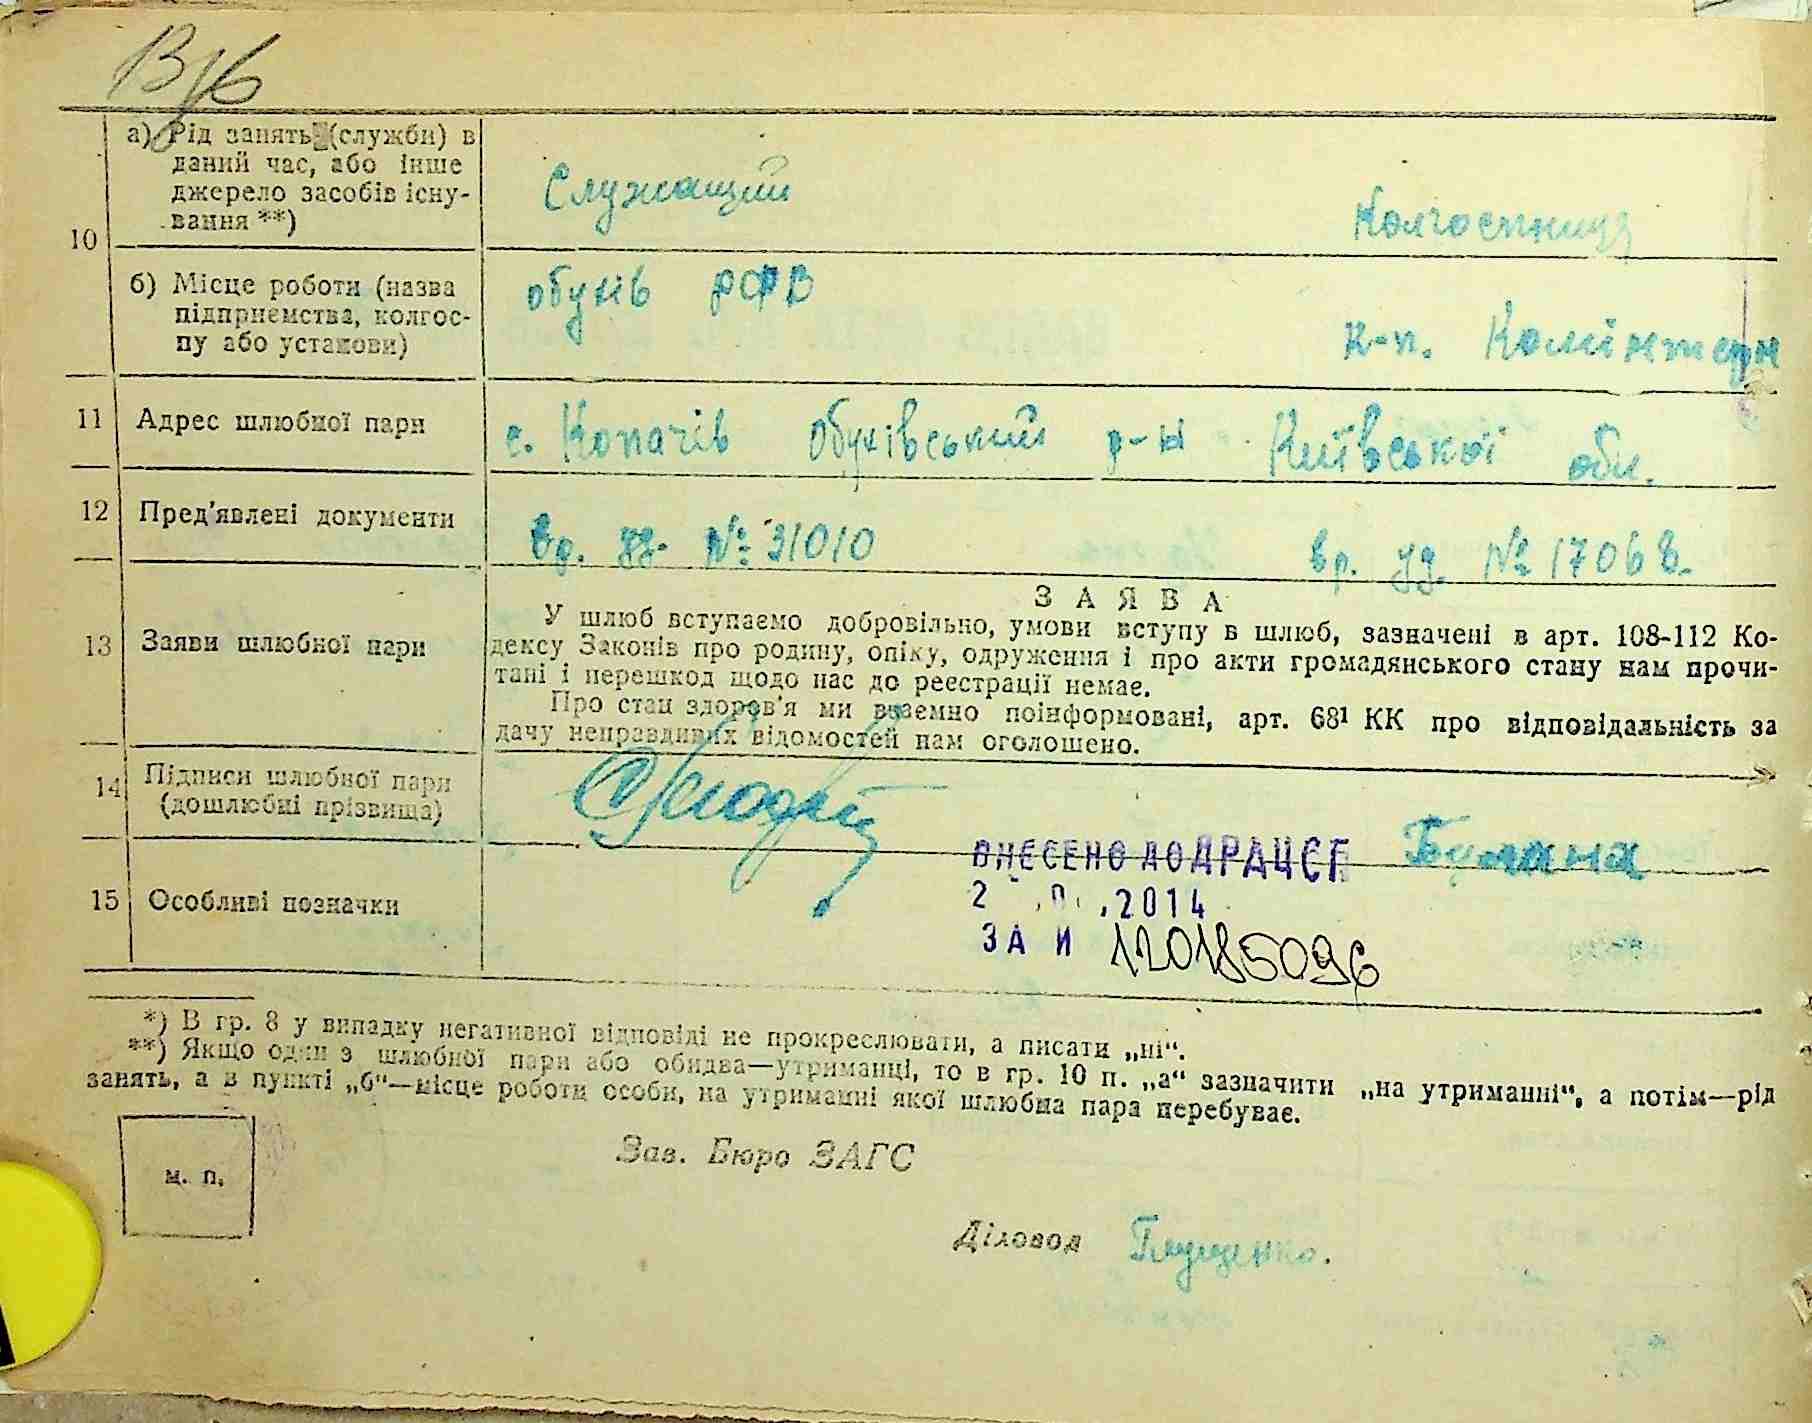 10
а) Рід занять (служби) в
даний час, або інше
джерело засобів існу-
вання **)
Служащий
Колгоспниця
б) Місце роботи (назва
підприємства, колгос-
пу або установи)
обухів РФВ
к-п. Комінтерн
11 Адрес шлюбної пари
с. Копачів Обухівський р-н Київської обл.
12 Пред'явлені документи
вр. уд. № 31010
вр. уд. № 17068.
13 Заяви шлюбної пари
ЗАЯВА
У шлюб вступаємо добровільно, умови вступу в шлюб, зазначені в арт. 108-112 Ко-
дексу Законів про родину, опіку, одруження і про акти громадянського стану нам прочи-
тані і перешкод щодо нас до реєстрації немає.
Про стан здоров'я ми взаємно поінформовані, арт. 68¹ КК про відповідальність за
дачу неправдивих відомостей нам оголошено.
14 Підписи шлюбної пари
(дошлюбні прізвища)
15 Особливі позначки
ВНЕСЕНО ДО ДРАЦСГ
2014
ЗА И 120185096
*) В гр. 8 у випадку негативної відповіді не прокреслювати, а писати „ні“.
**) Якщо один з шлюбної пари або обидва—утриманці, то в гр. 10 п. „а“ зазначити „на утриманні“, а потім—рід
занять, а в пункті „б“—місце роботи особи, на утриманні якої шлюбна пара перебуває.
м. п.
Зав. Бюро ЗАГС
Діловод